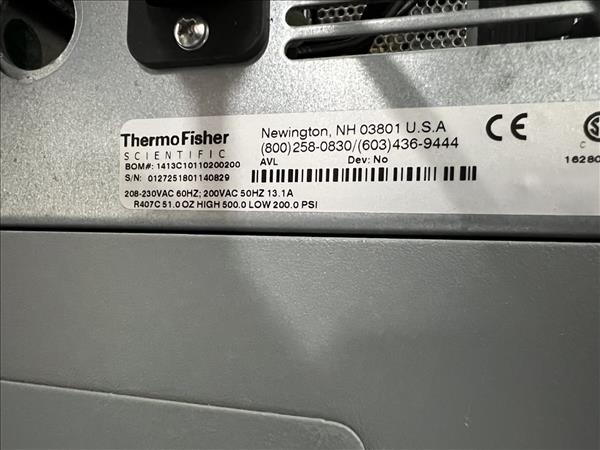 ThermoFisher
SCIENTIFIC
Newington, NH 03801 U.S.A
(800)258-0830/(603)436-9444
AVL Dev: No
BOM#: 1413C10110200200
S/N: 0127251801140829
208-230VAC 60HZ; 200VAC 50HZ 13.1A
R407C 51.0 OZ HIGH 500.0 LOW 200.0 PSI
CE
C
16280